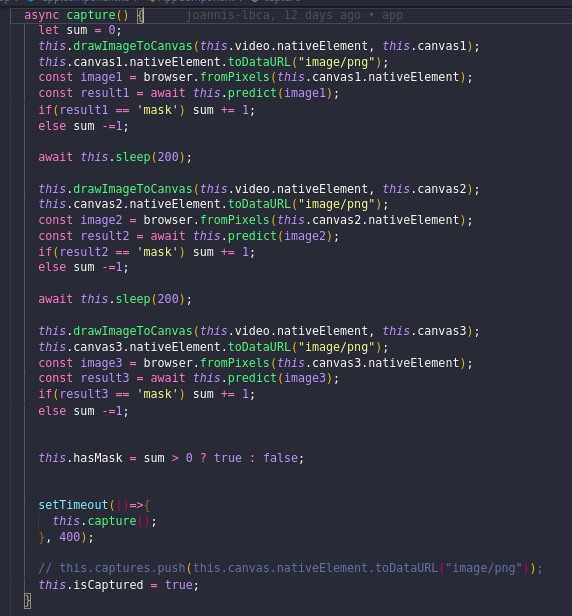 async capture() {        joannis-lbca, 12 days ago • app
let sum = 0;
this.drawImageToCanvas(this.video.nativeElement, this.canvas1);
this.canvas1.nativeElement.toDataURL("image/png");
const image1 = browser.fromPixels(this.canvas1.nativeElement);
const result1 = await this.predict(image1);
if(result1 == 'mask') sum += 1;
else sum -=1;
await this.sleep(200);
this.drawImageToCanvas(this.video.nativeElement, this.canvas2);
this.canvas2.nativeElement.toDataURL("image/png");
const image2 = browser.fromPixels(this.canvas2.nativeElement);
const result2 = await this.predict(image2);
if(result2 == 'mask') sum += 1;
else sum -=1;
await this.sleep(200);
this.drawImageToCanvas(this.video.nativeElement, this.canvas3);
this.canvas3.nativeElement.toDataURL("image/png");
const image3 = browser.fromPixels(this.canvas3.nativeElement);
const result3 = await this.predict(image3);
if(result3 == 'mask') sum += 1;
else sum -=1;
this.hasMask = sum > 0 ? true : false;
setTimeout(()=>{
this.capture();
}, 400);
// this.captures.push(this.canvas.nativeElement.toDataURL("image/png"));
this.isCaptured = true;
}